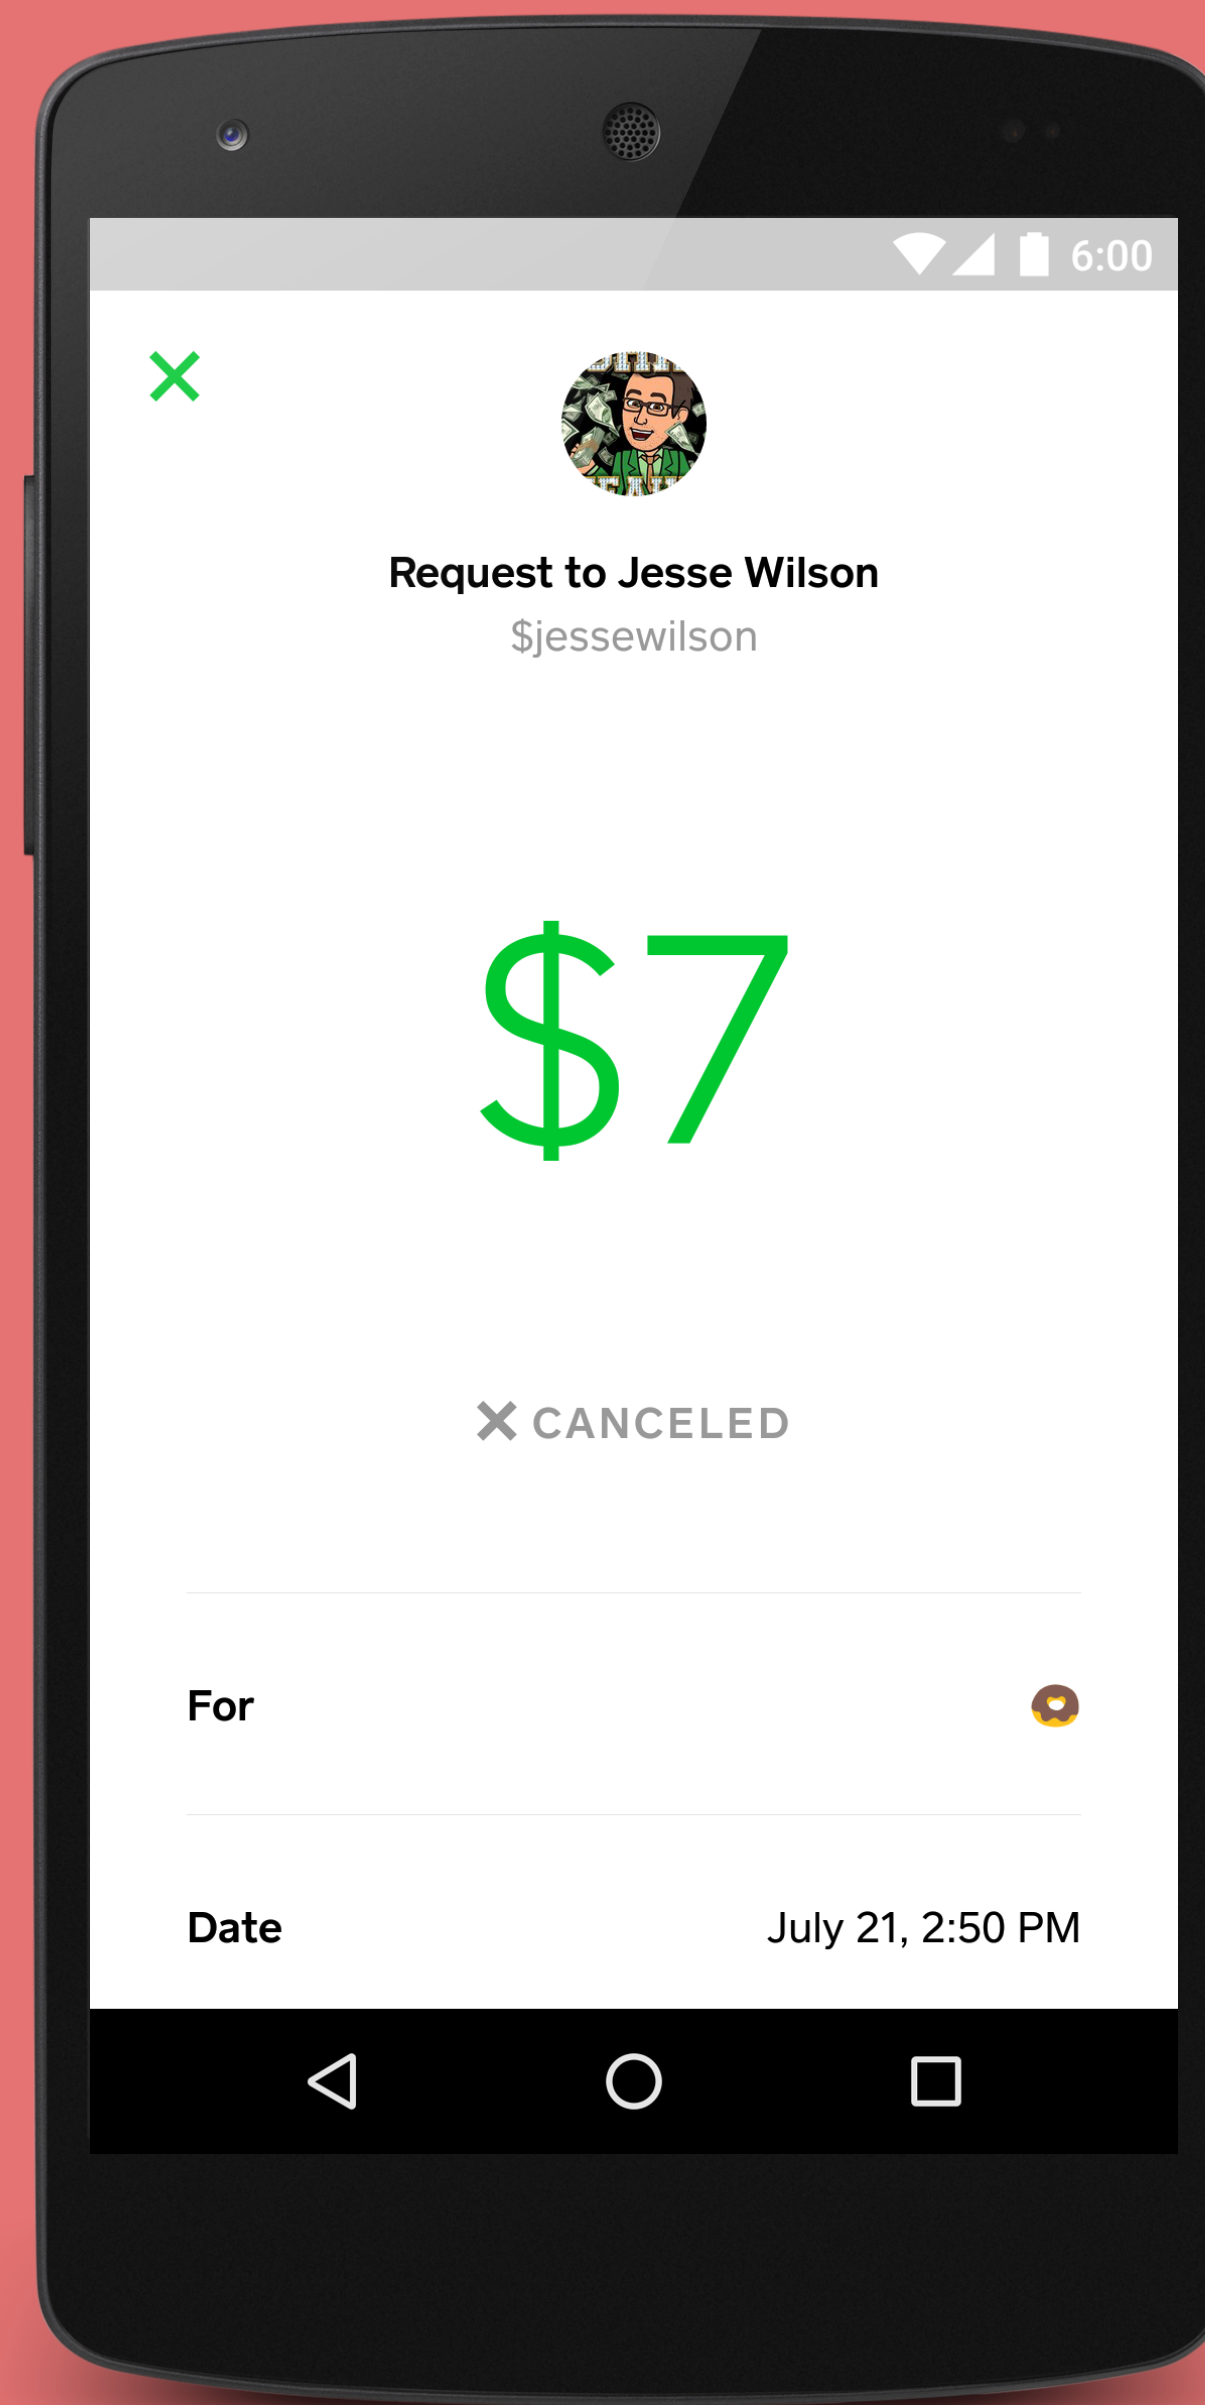 6:00
Request to Jesse Wilson
$jessewilson
$7
CANCELED
For
Date July 21, 2:50 PM